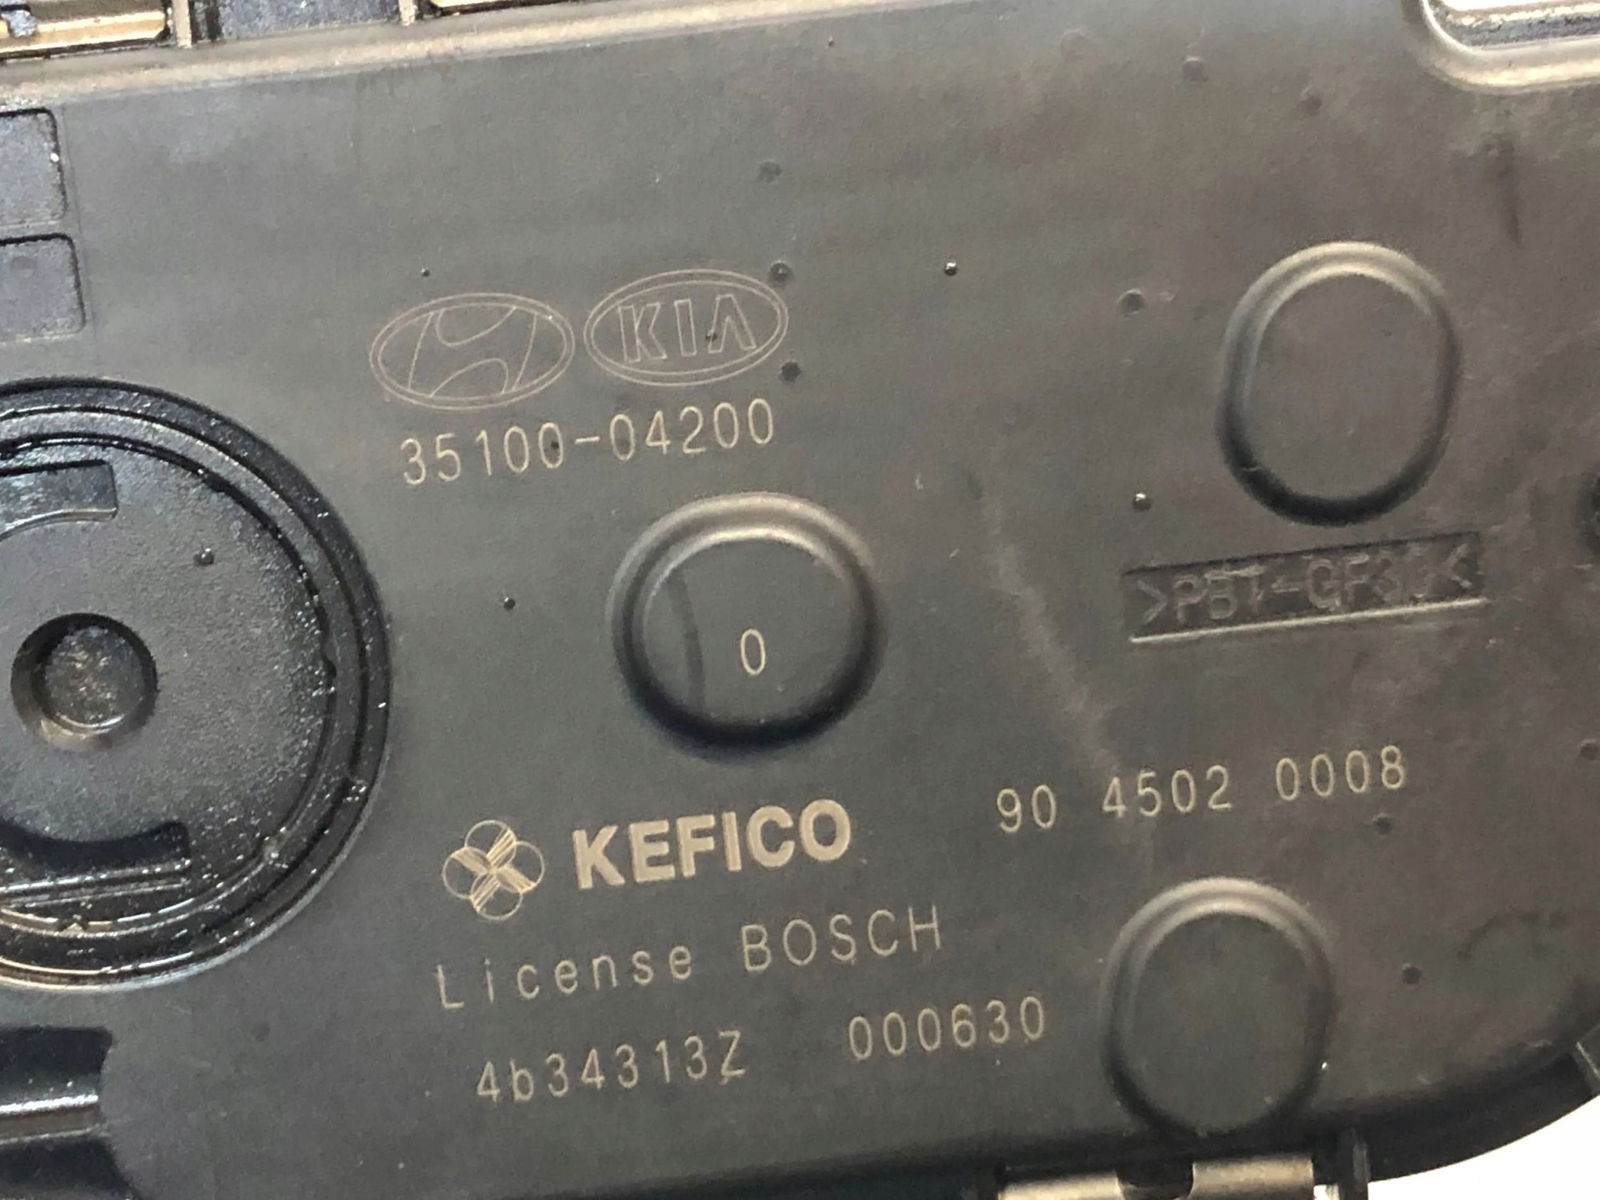 KIA
35100-04200
0
>PBT-GF30<
KEFICO 90 4502 0008
License BOSCH
4b34313Z 000630